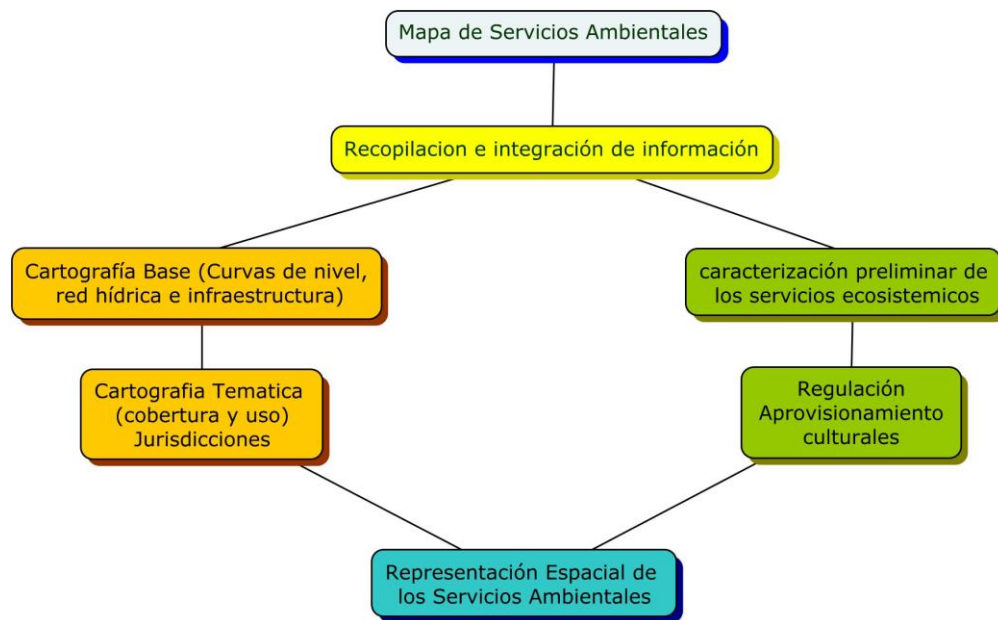 Mapa de Servicios Ambientales
Recopilacion e integración de información
Cartografía Base (Curvas de nivel,
red hídrica e infraestructura)
caracterización preliminar de
los servicios ecosistemicos
Cartografia Tematica
(cobertura y uso)
Jurisdicciones
Regulación
Aprovisionamiento
culturales
Representación Espacial de
los Servicios Ambientales